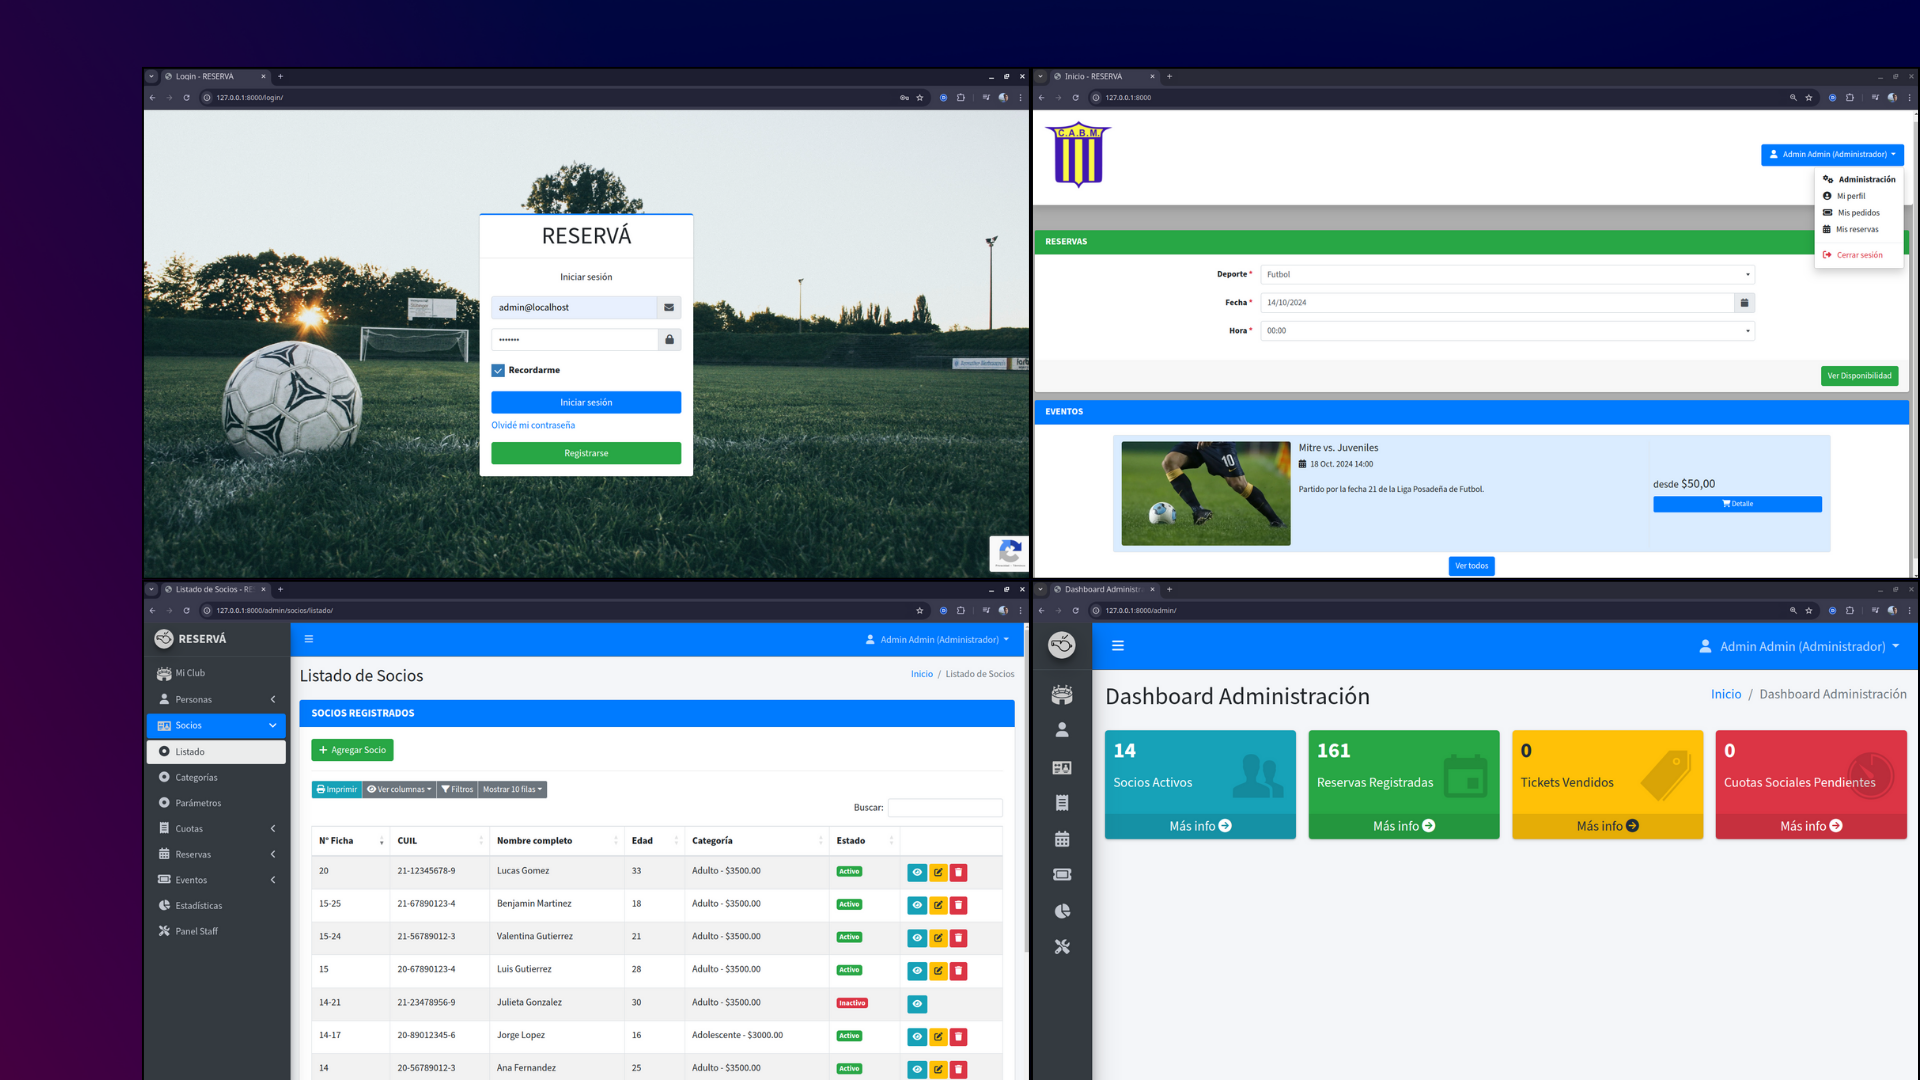 Login - RESERVÁ
127.0.0.1:8000/login/
RESERVÁ
Iniciar sesión
admin@localhost
•••••••
Recordarme
Iniciar sesión
Olvidé mi contraseña
Registrarse
Inicio - RESERVÁ
127.0.0.1:8000
C.A.B.M.
Admin Admin (Administrador)
Administración
Mi perfil
Mis pedidos
Mis reservas
Cerrar sesión
RESERVAS
Deporte *
Futbol
Fecha *
14/10/2024
Hora *
00:00
Ver Disponibilidad
EVENTOS
10
Mitre vs. Juveniles
18 Oct. 2024 14:00
Partido por la fecha 21 de la Liga Posadeña de Futbol.
desde $50,00
Detalle
Ver todos
Listado de Socios - RE
127.0.0.1:8000/admin/socios/listado/
RESERVÁ
Mi Club
Personas
Socios
Listado
Categorías
Parámetros
Cuotas
Reservas
Eventos
Estadísticas
Panel Staff
Admin Admin (Administrador)
Listado de Socios
Inicio / Listado de Socios
SOCIOS REGISTRADOS
+ Agregar Socio
Imprimir Ver columnas Filtros Mostrar 10 filas
Buscar:
N° Ficha CUIL Nombre completo Edad Categoría Estado
20 21-12345678-9 Lucas Gomez 33 Adulto - $3500.00 Activo
15-25 21-67890123-4 Benjamin Martinez 18 Adulto - $3500.00 Activo
15-24 21-56789012-3 Valentina Gutierrez 21 Adulto - $3500.00 Activo
15 20-67890123-4 Luis Gutierrez 28 Adulto - $3500.00 Activo
14-21 21-23478956-9 Julieta Gonzalez 30 Adulto - $3500.00 Inactivo
14-17 20-89012345-6 Jorge Lopez 16 Adolescente - $3000.00 Activo
14 20-56789012-3 Ana Fernandez 25 Adulto - $3500.00 Activo
Dashboard Administr
127.0.0.1:8000/admin/
Admin Admin (Administrador)
Dashboard Administración
Inicio / Dashboard Administración
14
Socios Activos
Más info
161
Reservas Registradas
Más info
0
Tickets Vendidos
Más info
0
Cuotas Sociales Pendientes
Más info